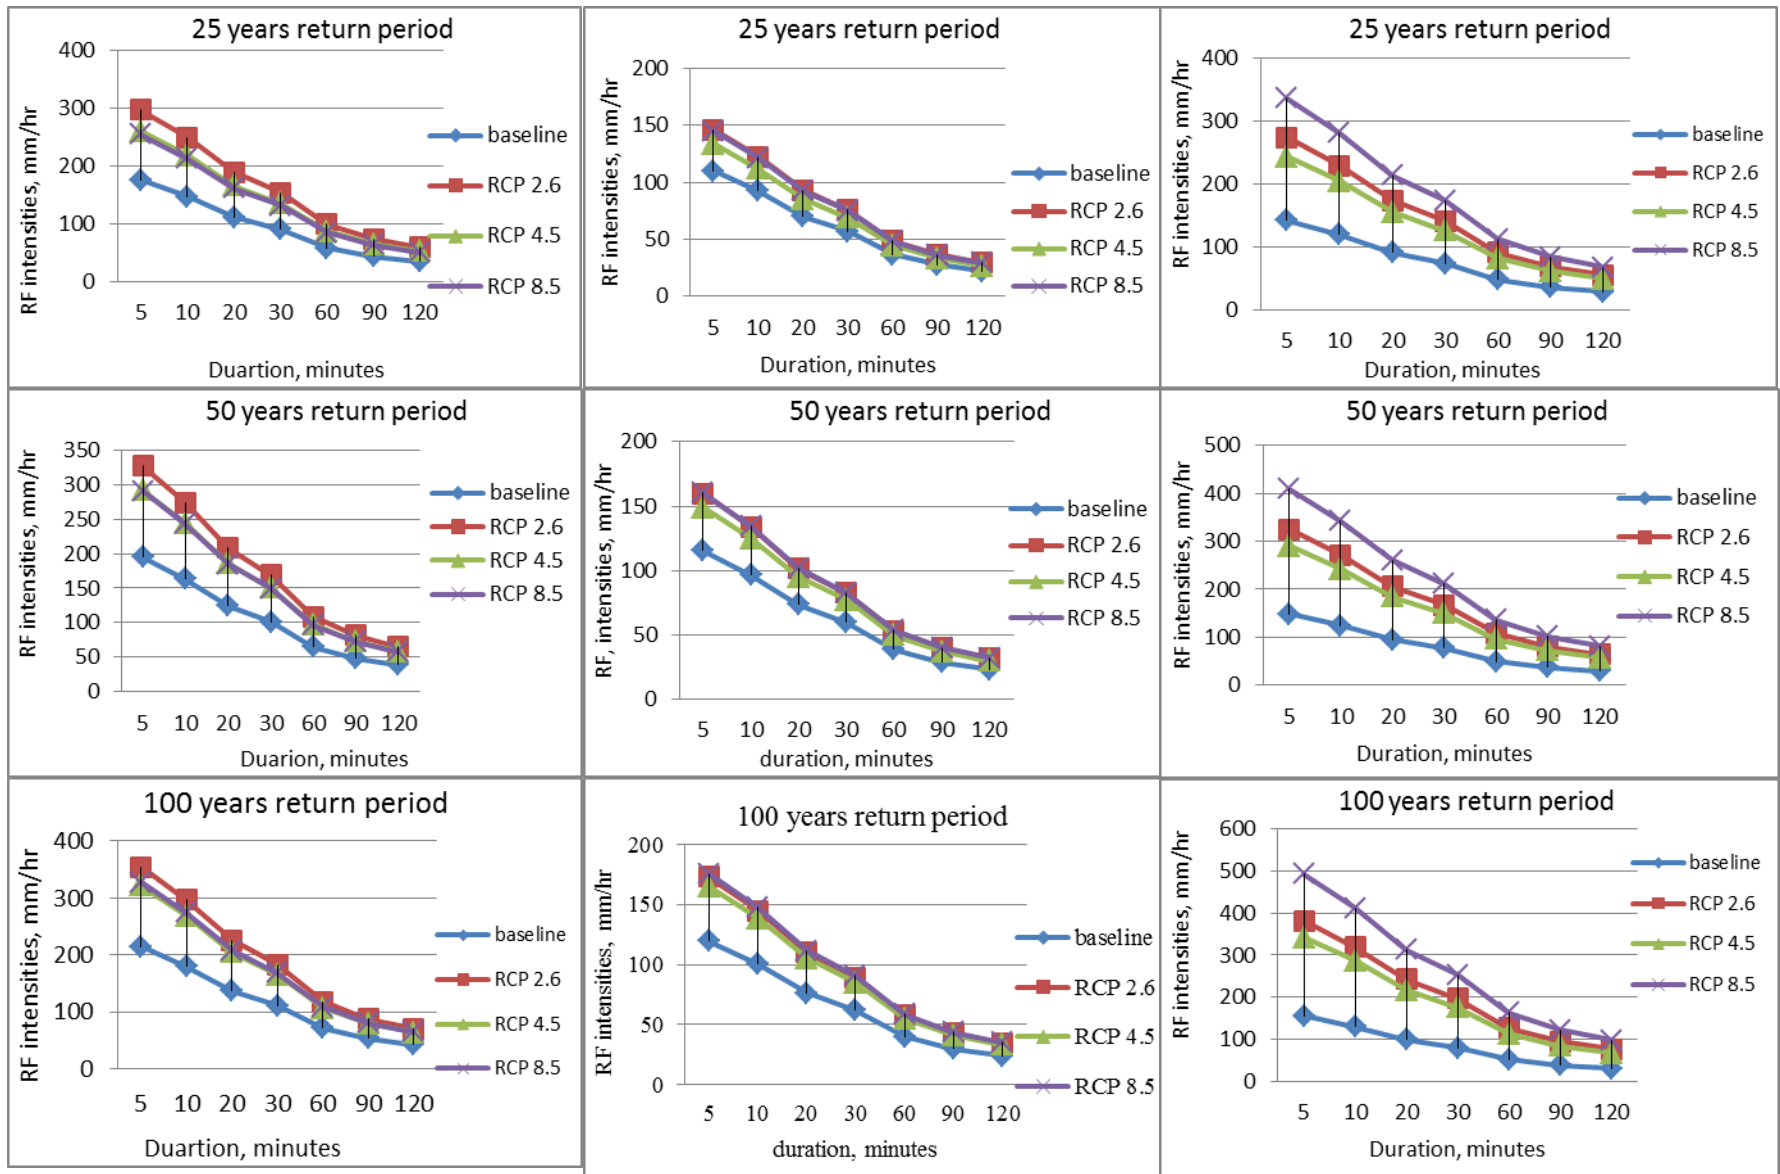 25 years return period
RF intensities, mm/hr
400
300
200
100
0
5 10 20 30 60 90 120
Duartion, minutes
baseline
RCP 2.6
RCP 4.5
RCP 8.5
25 years return period
RF intensities, mm/hr
200
150
100
50
0
5 10 20 30 60 90 120
Duration, minutes
baseline
RCP 2.6
RCP 4.5
RCP 8.5
25 years return period
RF intensities, mm/hr
400
300
200
100
0
5 10 20 30 60 90 120
Duration, minutes
baseline
RCP 2.6
RCP 4.5
RCP 8.5
50 years return period
RF intensities, mm/hr
350
300
250
200
150
100
50
0
5 10 20 30 60 90 120
Duarion, minutes
baseline
RCP 2.6
RCP 4.5
RCP 8.5
50 years return period
RF, intensities, mm/hr
200
150
100
50
0
5 10 20 30 60 90 120
duration, minutes
baseline
RCP 2.6
RCP 4.5
RCP 8.5
50 years return period
RF intensities, mm/hr
500
400
300
200
100
0
5 10 20 30 60 90 120
Duration, minutes
baseline
RCP 2.6
RCP 4.5
RCP 8.5
100 years return period
RF intensities, mm/hr
400
300
200
100
0
5 10 20 30 60 90 120
Duartion, minutes
baseline
RCP 2.6
RCP 4.5
RCP 8.5
100 years return period
RF intensities, mm/hr
200
150
100
50
0
5 10 20 30 60 90 120
duration, minutes
baseline
RCP 2.6
RCP 4.5
RCP 8.5
100 years return period
RF intensities, mm/hr
600
500
400
300
200
100
0
5 10 20 30 60 90 120
Duration, minutes
baseline
RCP 2.6
RCP 4.5
RCP 8.5